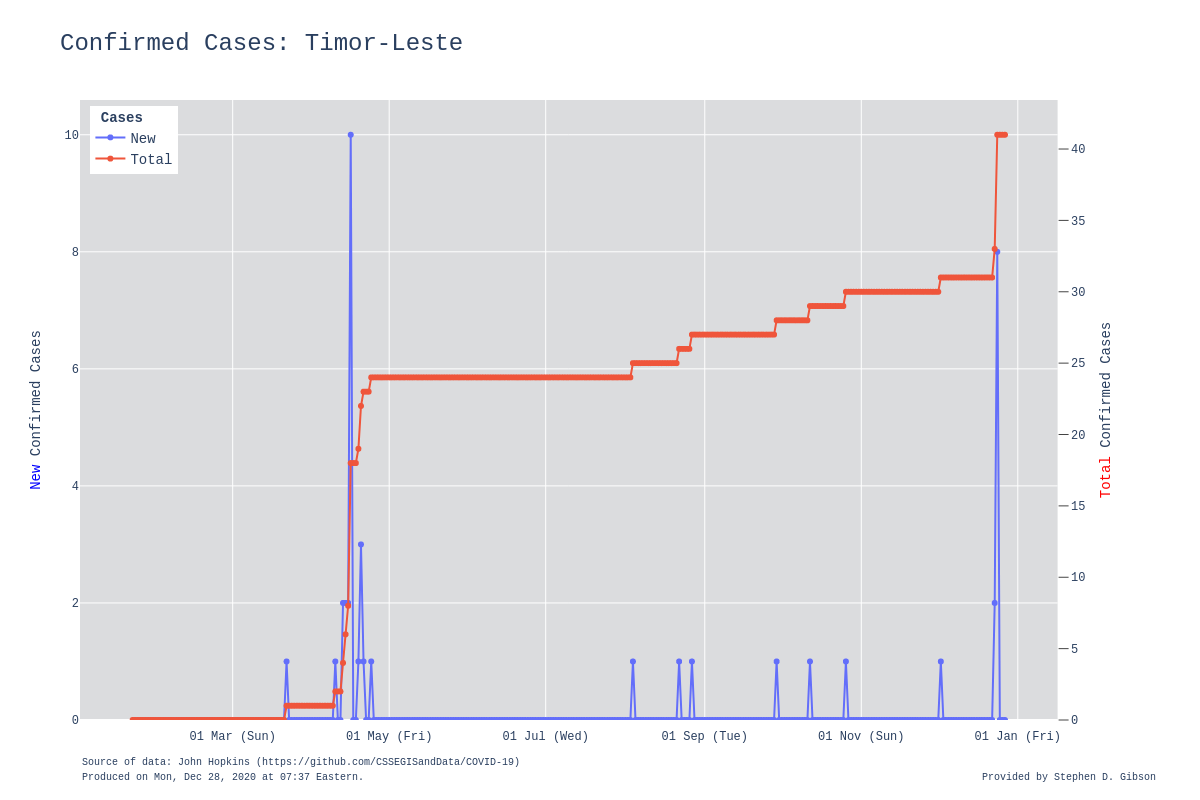 Confirmed Cases: Timor-Leste
Cases
New
Total
10
8
6
4
2
0
40
35
30
25
20
15
10
5
0
New Confirmed Cases
Total Confirmed Cases
01 Mar (Sun)
01 May (Fri)
01 Jul (Wed)
01 Sep (Tue)
01 Nov (Sun)
01 Jan (Fri)
Source of data: John Hopkins (https://github.com/CSSEGISandData/COVID-19)
Produced on Mon, Dec 28, 2020 at 07:37 Eastern.
Provided by Stephen D. Gibson